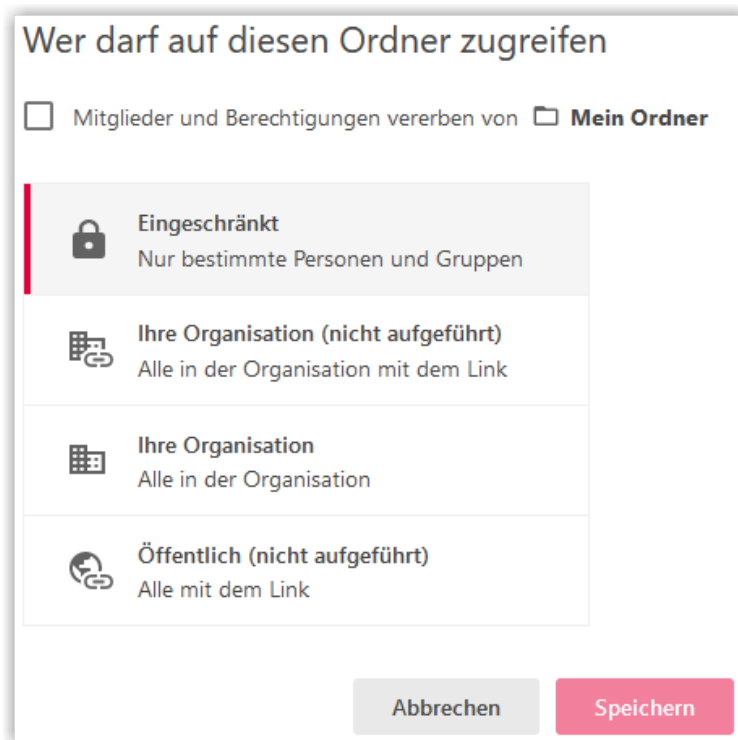 Wer darf auf diesen Ordner zugreifen
Mitglieder und Berechtigungen vererben von Mein Ordner
Eingeschränkt
Nur bestimmte Personen und Gruppen
Ihre Organisation (nicht aufgeführt)
Alle in der Organisation mit dem Link
Ihre Organisation
Alle in der Organisation
Öffentlich (nicht aufgeführt)
Alle mit dem Link
Abbrechen Speichern